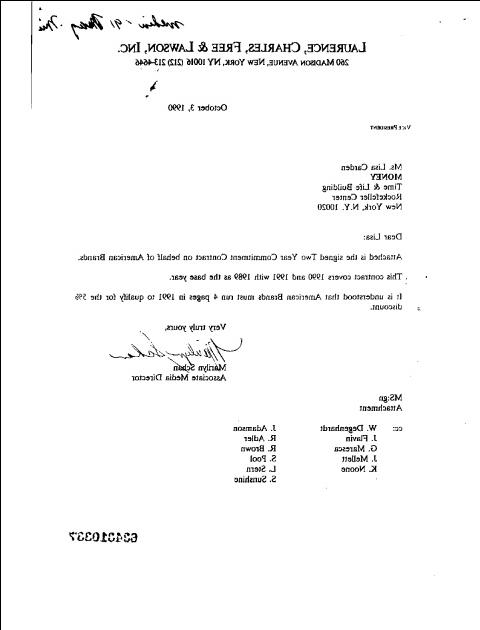 LAURENCE, CHARLES, FREE & LAWSON, INC.
260 MADISON AVENUE, NEW YORK, NY 10016 (212) 213-4646
October 3, 1990
VICE PRESIDENT
Ms. Lisa Carden
MONEY
Time & Life Building
Rockefeller Center
New York, N.Y. 10020
Dear Lisa:
Attached is the signed Two Year Commitment Contract on behalf of American Brands.
This contract covers 1990 and 1991 with 1989 as the base year.
It is understood that American Brands must run 4 pages in 1991 to qualify for the 5%
discount.
Very truly yours,
Marilyn Schan
Associate Media Director
MS:gn
Attachment
cc: W. Degenhardt J. Adamson
J. Flavin R. Adler
G. Maresca R. Brown
J. Mellett S. Pool
K. Noone L. Stern
S. Sunshine